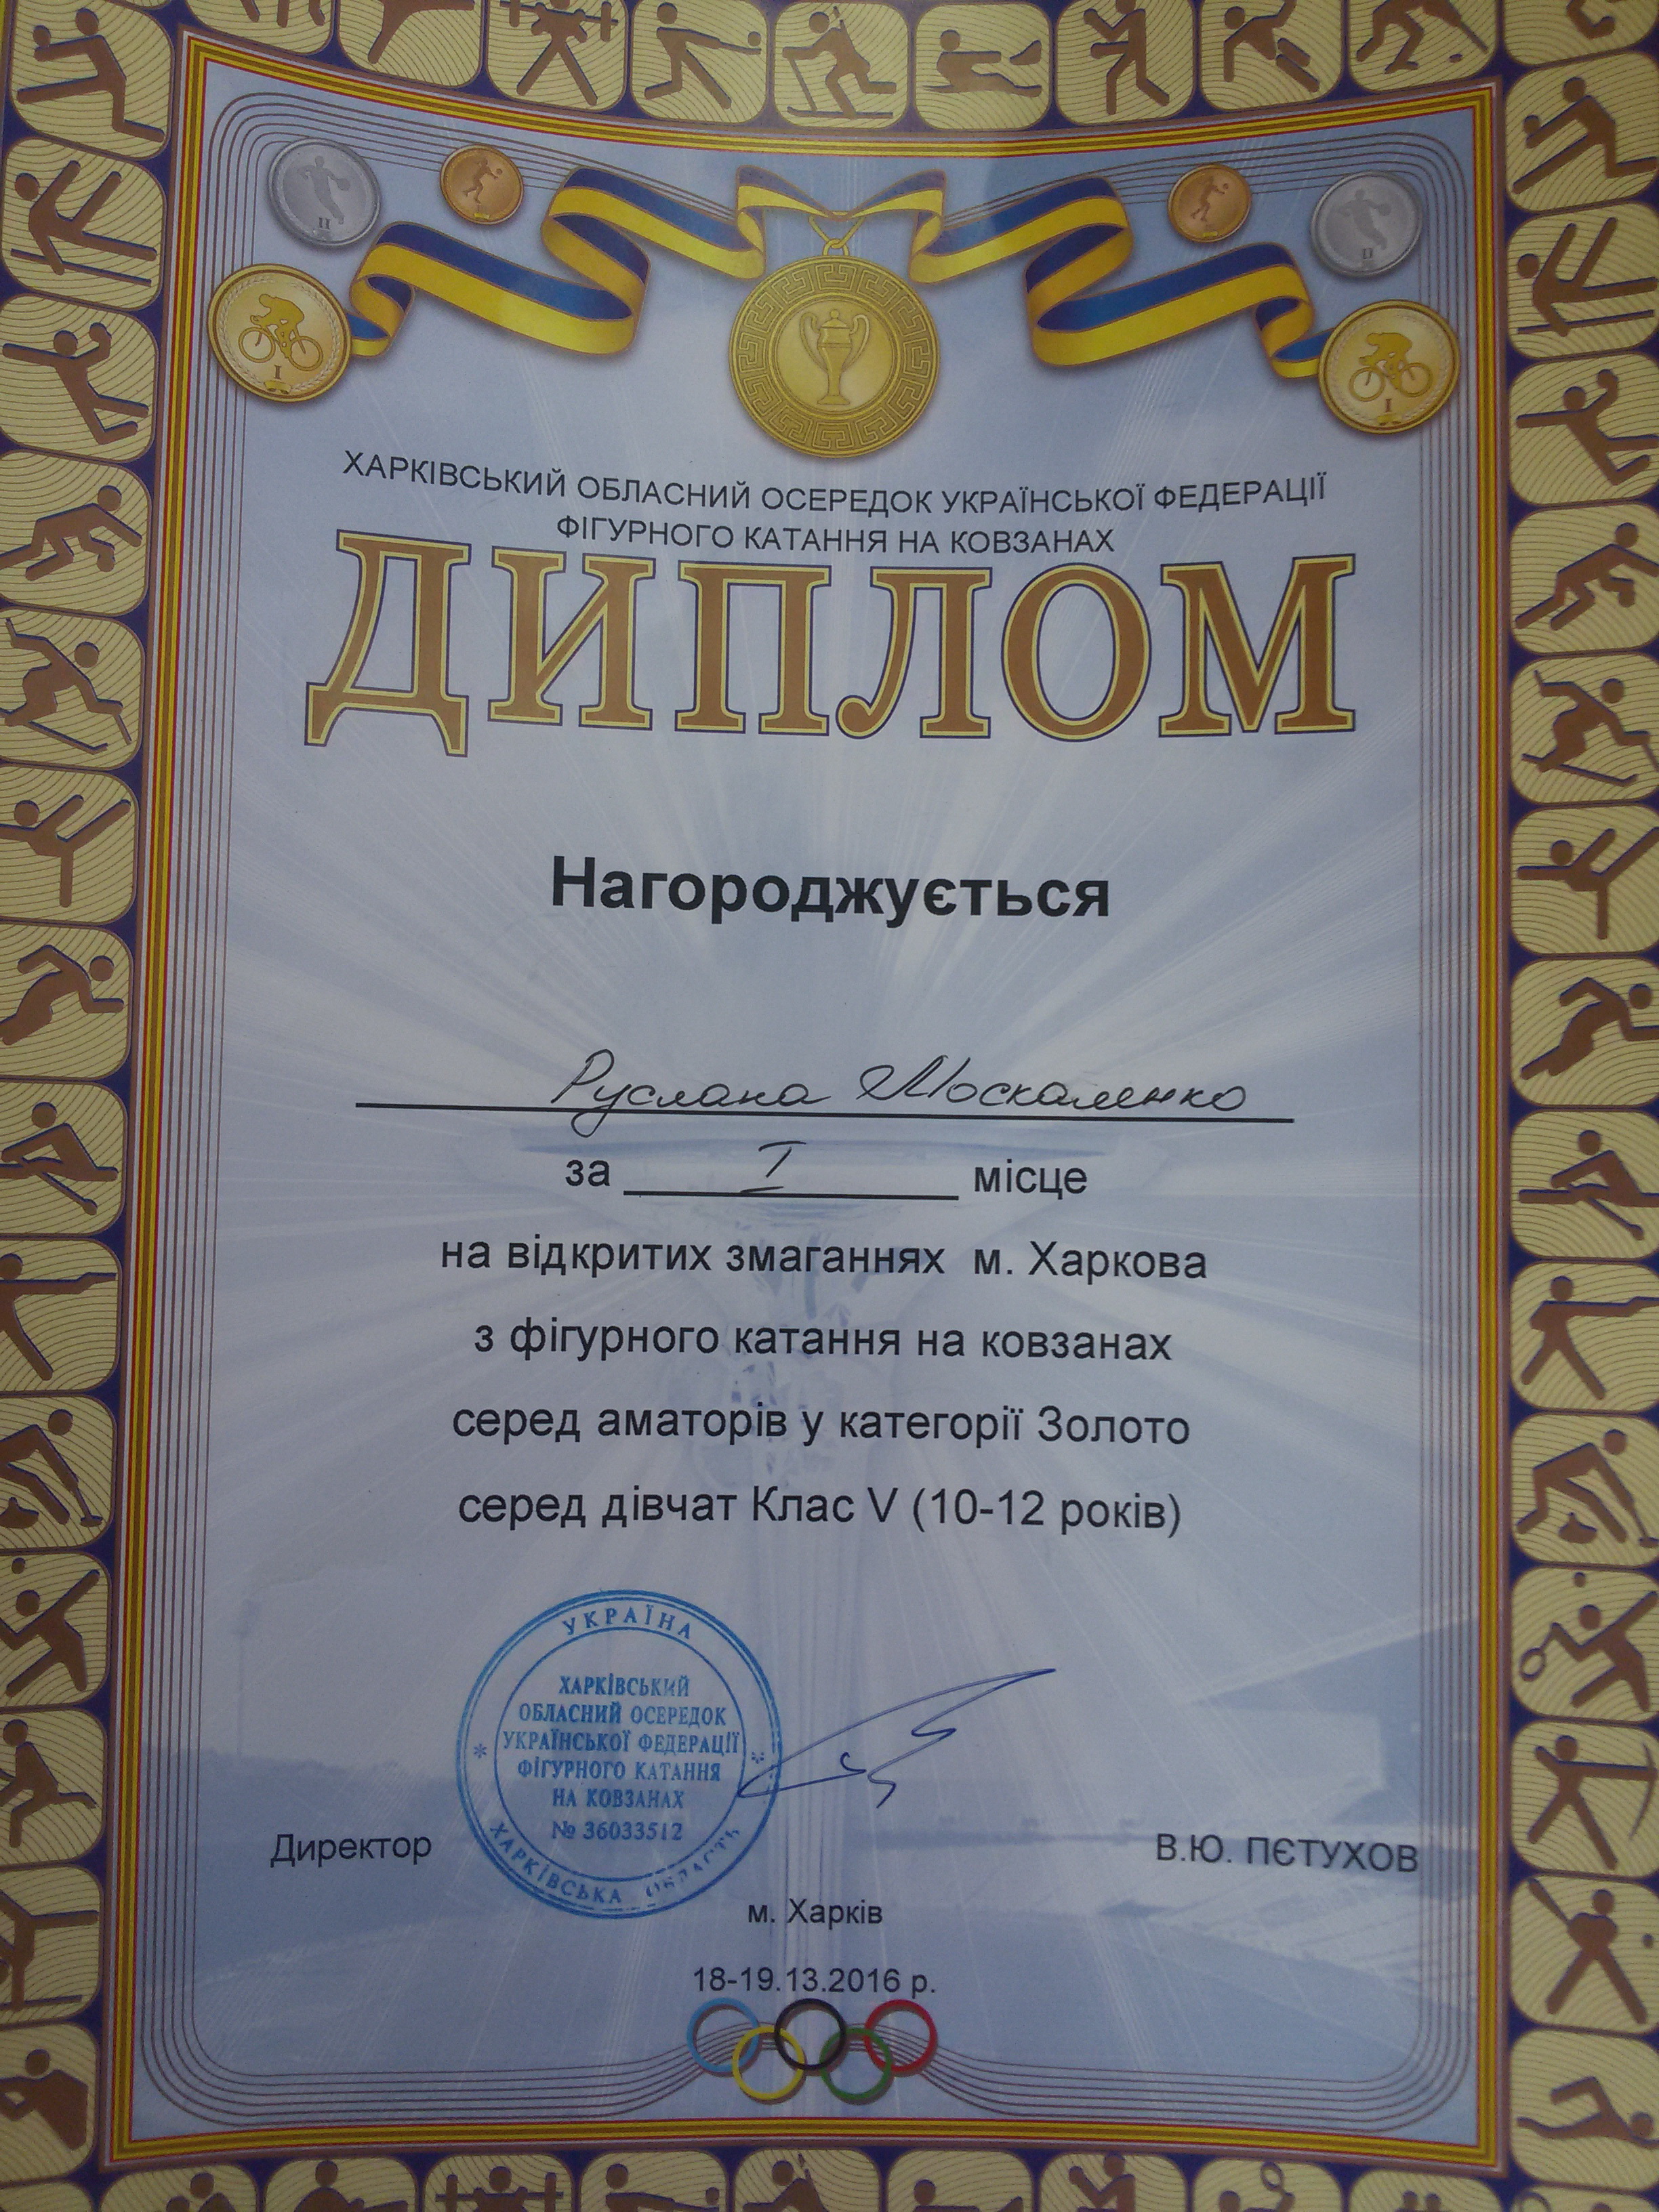 ХАРКІВСЬКИЙ ОБЛАСНИЙ ОСЕРЕДОК УКРАЇНСЬКОЇ ФЕДЕРАЦІЇ
ФІГУРНОГО КАТАННЯ НА КОВЗАНАХ
ДИПЛОМ
Нагороджується
Руслана Москаленко
за I місце
на відкритих змаганнях м. Харкова
з фігурного катання на ковзанах
серед аматорів у категорії Золото
серед дівчат Клас V (10-12 років)
УКРАЇНА
ХАРКІВСЬКИЙ
ОБЛАСНИЙ ОСЕРЕДОК
УКРАЇНСЬКОЇ ФЕДЕРАЦІЇ
ФІГУРНОГО КАТАННЯ
НА КОВЗАНАХ
№ 36033512
ХАРКІВСЬКА ОБЛАСТЬ
Директор В.Ю. ПЄТУХОВ
м. Харків
18-19.13.2016 р.